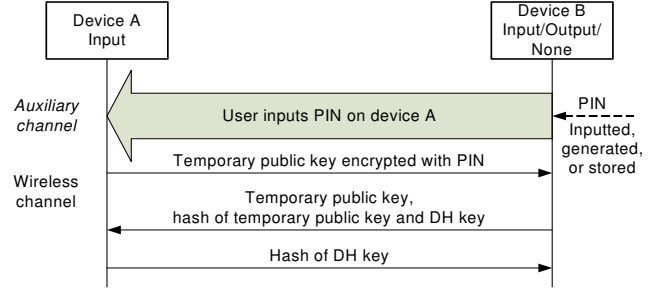 Device A
Input
Device B
Input/Output/
None
Auxiliary
channel
User inputs PIN on device A
PIN
Inputted,
generated,
or stored
Wireless
channel
Temporary public key encrypted with PIN
Temporary public key,
hash of temporary public key and DH key
Hash of DH key